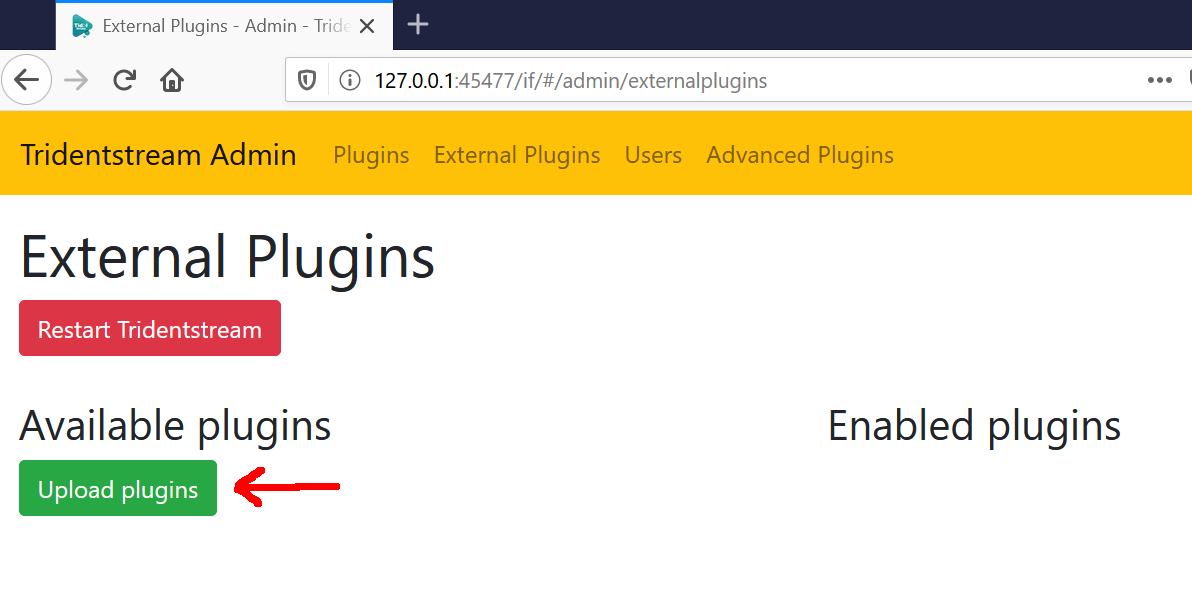 External Plugins - Admin - Tride
127.0.0.1:45477/if/#/admin/externalplugins
Tridentstream Admin Plugins External Plugins Users Advanced Plugins
External Plugins
Restart Tridentstream
Available plugins
Enabled plugins
Upload plugins